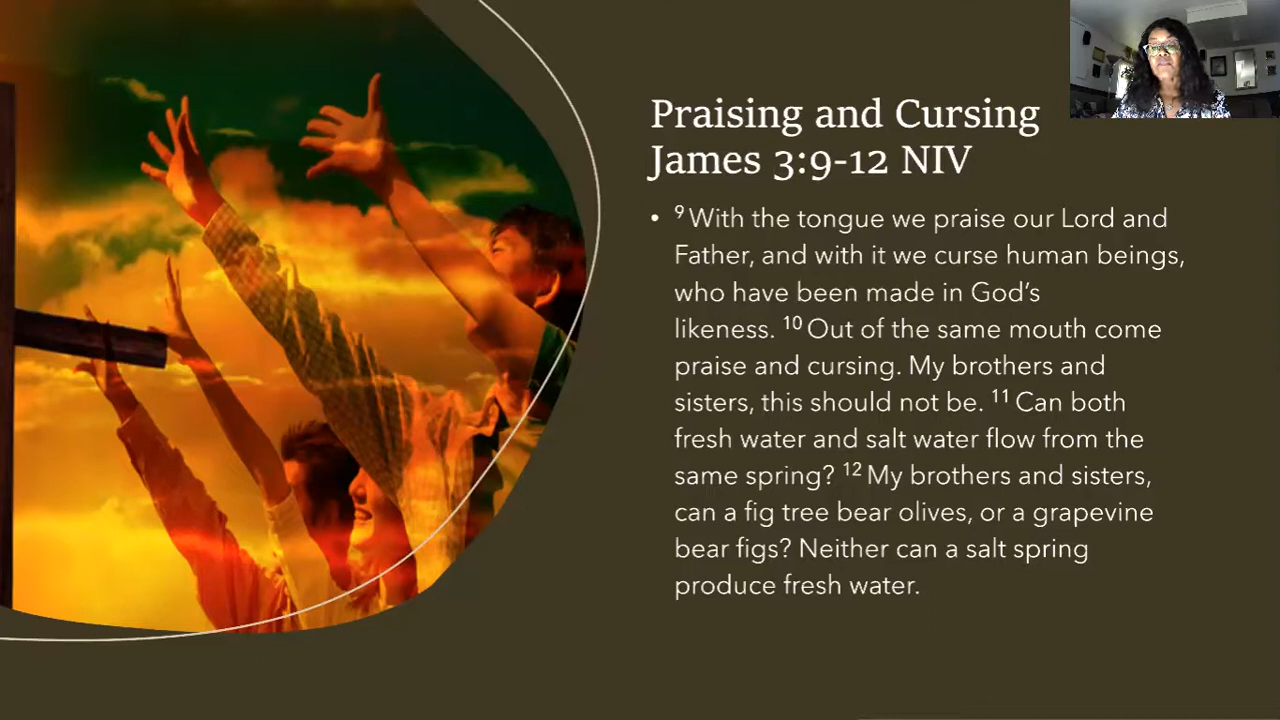 Praising and Cursing
James 3:9-12 NIV
• ⁹ With the tongue we praise our Lord and
Father, and with it we curse human beings,
who have been made in God’s
likeness. ¹⁰ Out of the same mouth come
praise and cursing. My brothers and
sisters, this should not be. ¹¹ Can both
fresh water and salt water flow from the
same spring? ¹² My brothers and sisters,
can a fig tree bear olives, or a grapevine
bear figs? Neither can a salt spring
produce fresh water.